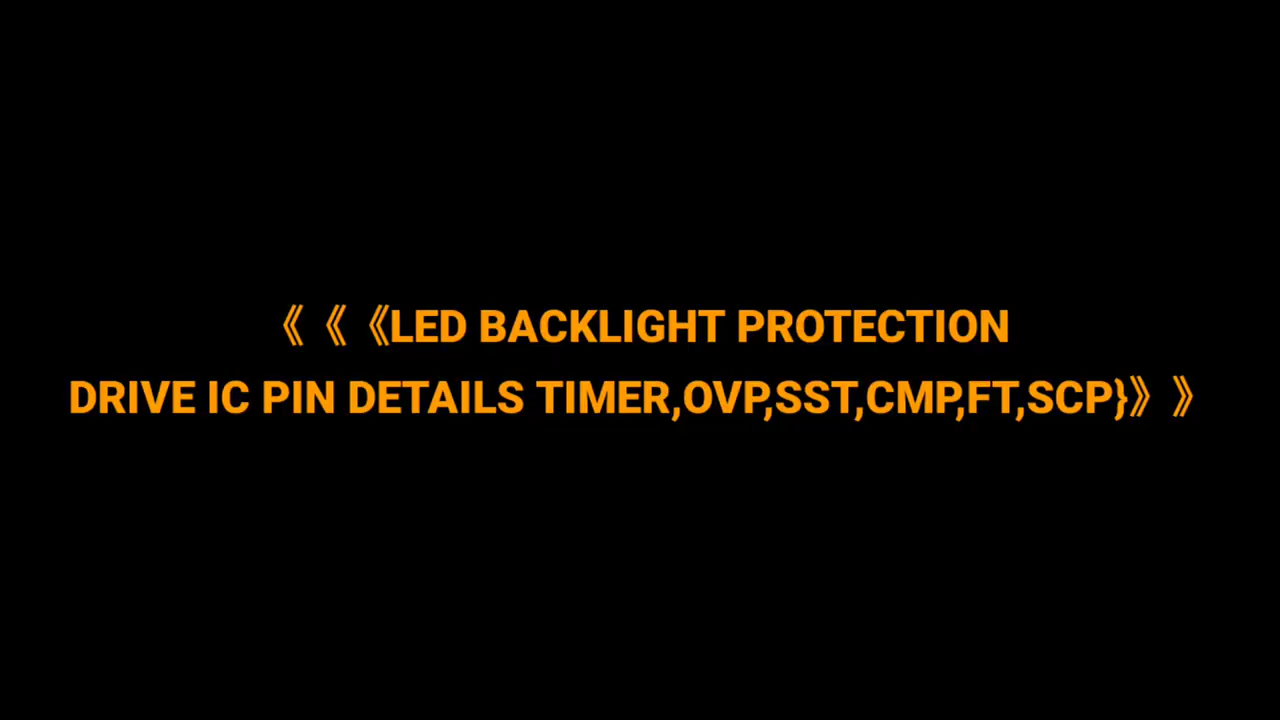 《 《 《LED BACKLIGHT PROTECTION
DRIVE IC PIN DETAILS TIMER,OVP,SST,CMP,FT,SCP}》 》